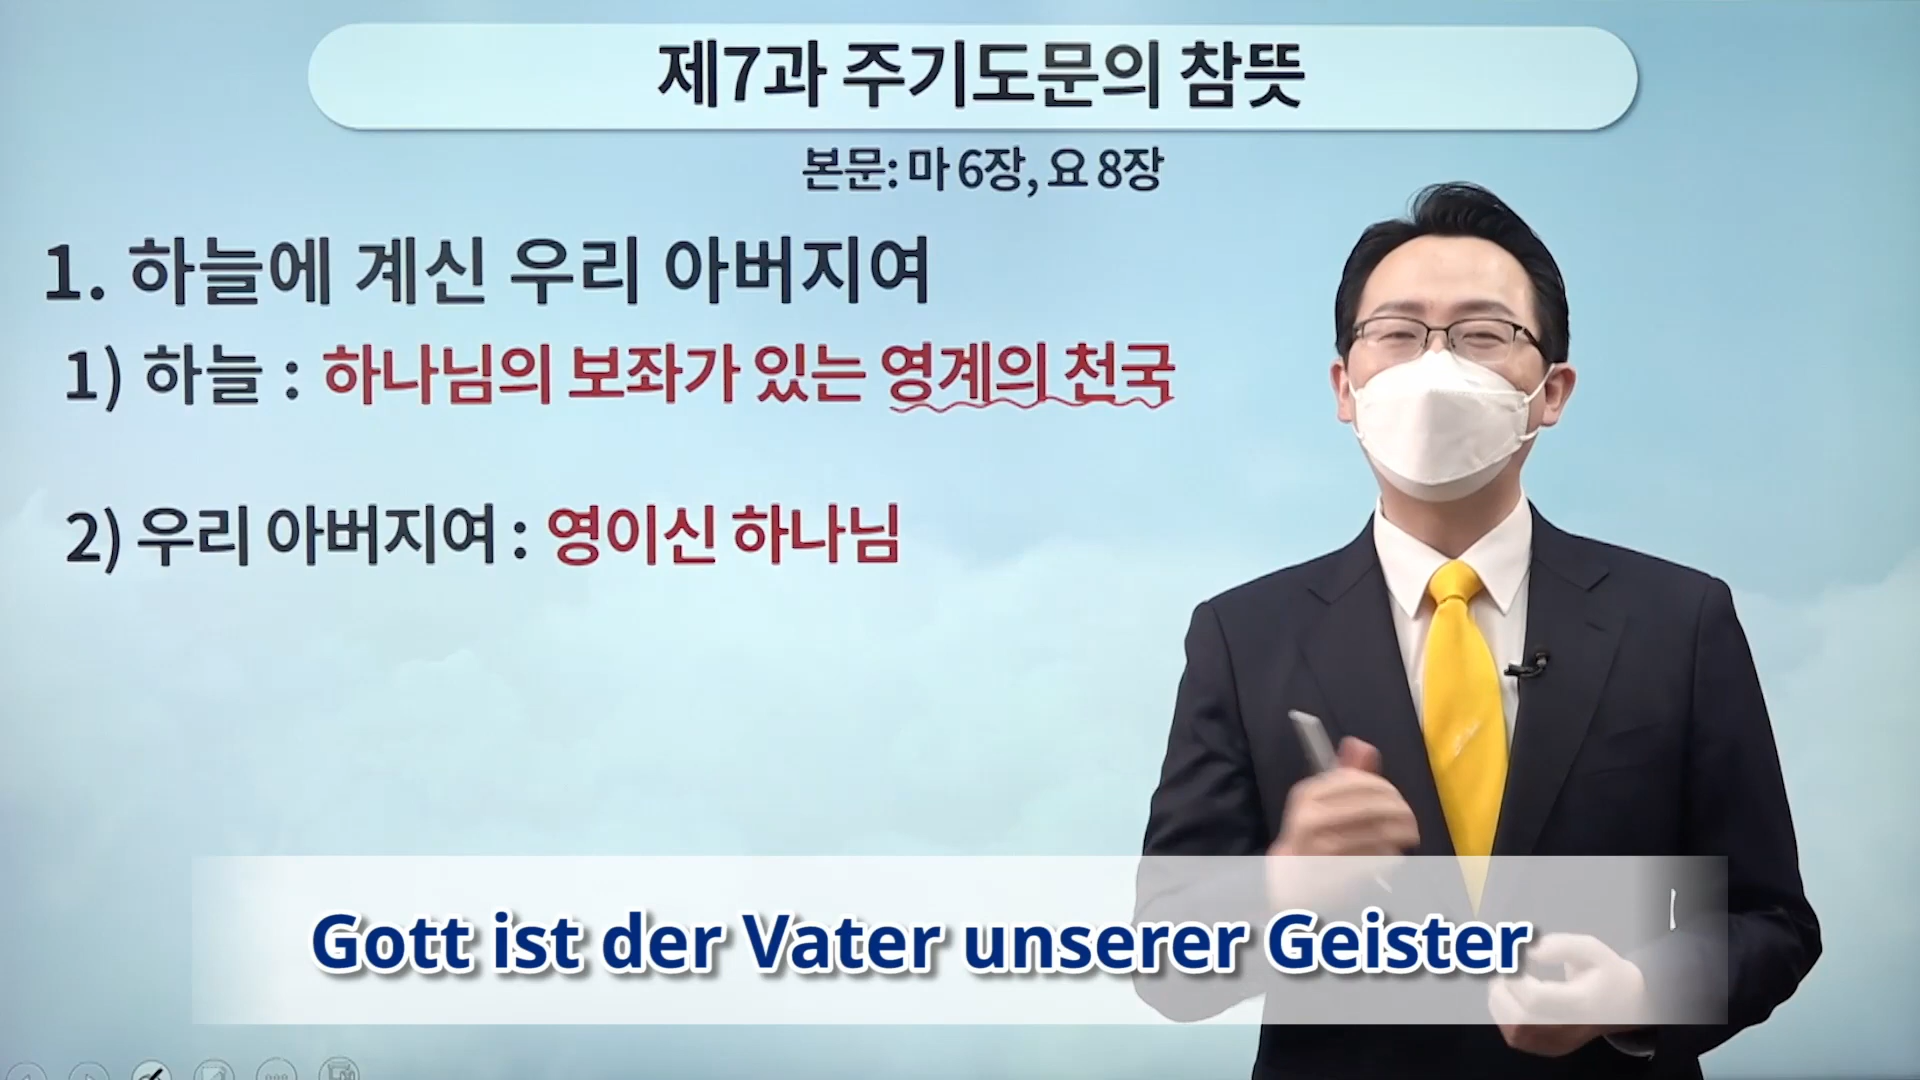 제7과 주기도문의 참뜻
본문: 마 6장, 요 8장
1. 하늘에 계신 우리 아버지여
1) 하늘 : 하나님의 보좌가 있는 영계의 천국
2) 우리 아버지여 : 영이신 하나님
Gott ist der Vater unserer Geister